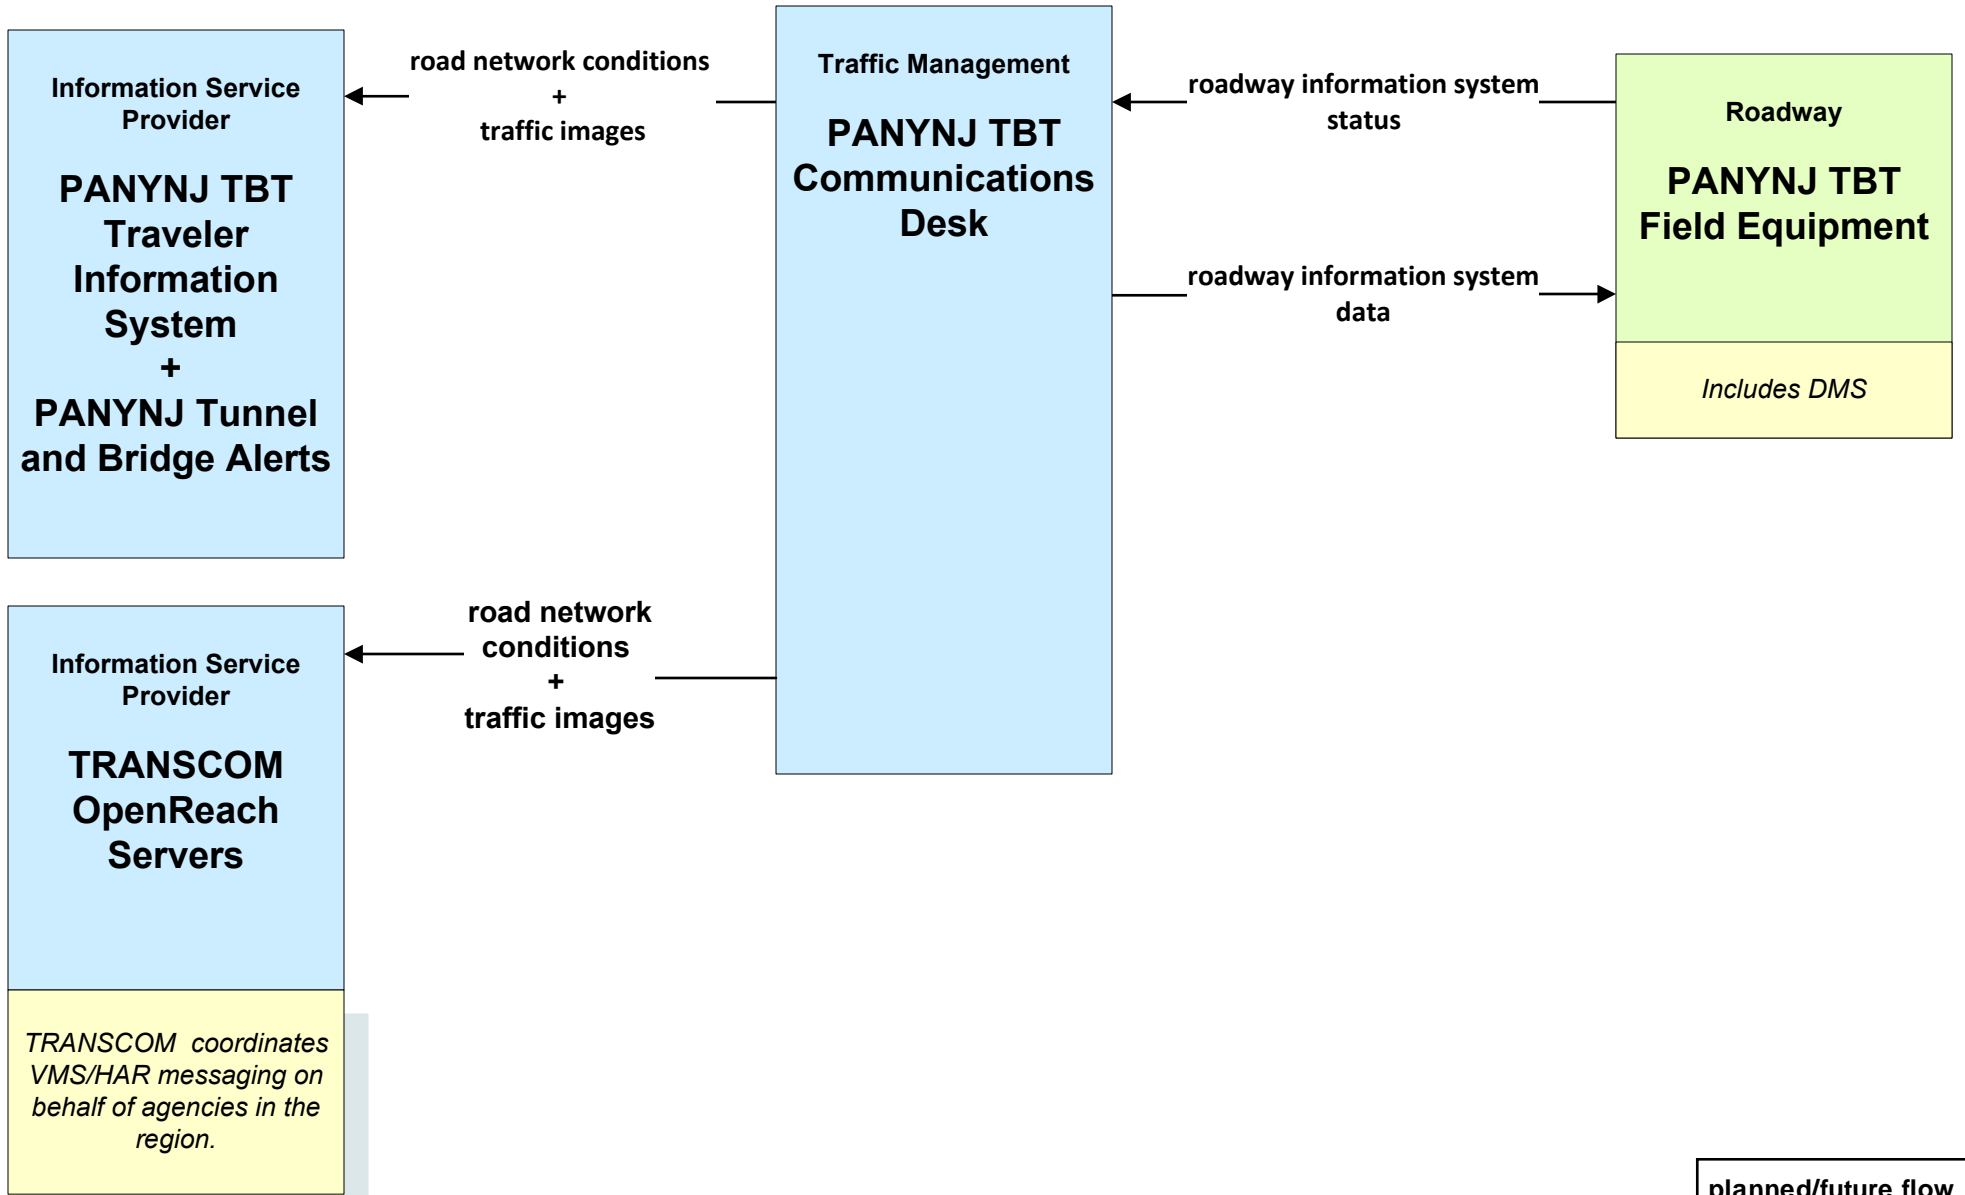 Information Service
Provider
PANYNJ TBT
Traveler
Information
System
+
PANYNJ Tunnel
and Bridge Alerts
road network conditions
+
traffic images
Traffic Management
PANYNJ TBT
Communications
Desk
roadway information system
status
roadway information system
data
Roadway
PANYNJ TBT
Field Equipment
Includes DMS
Information Service
Provider
TRANSCOM
OpenReach
Servers
TRANSCOM  coordinates
VMS/HAR messaging on
behalf of agencies in the
region.
road network
conditions
+
traffic images
planned/future flow